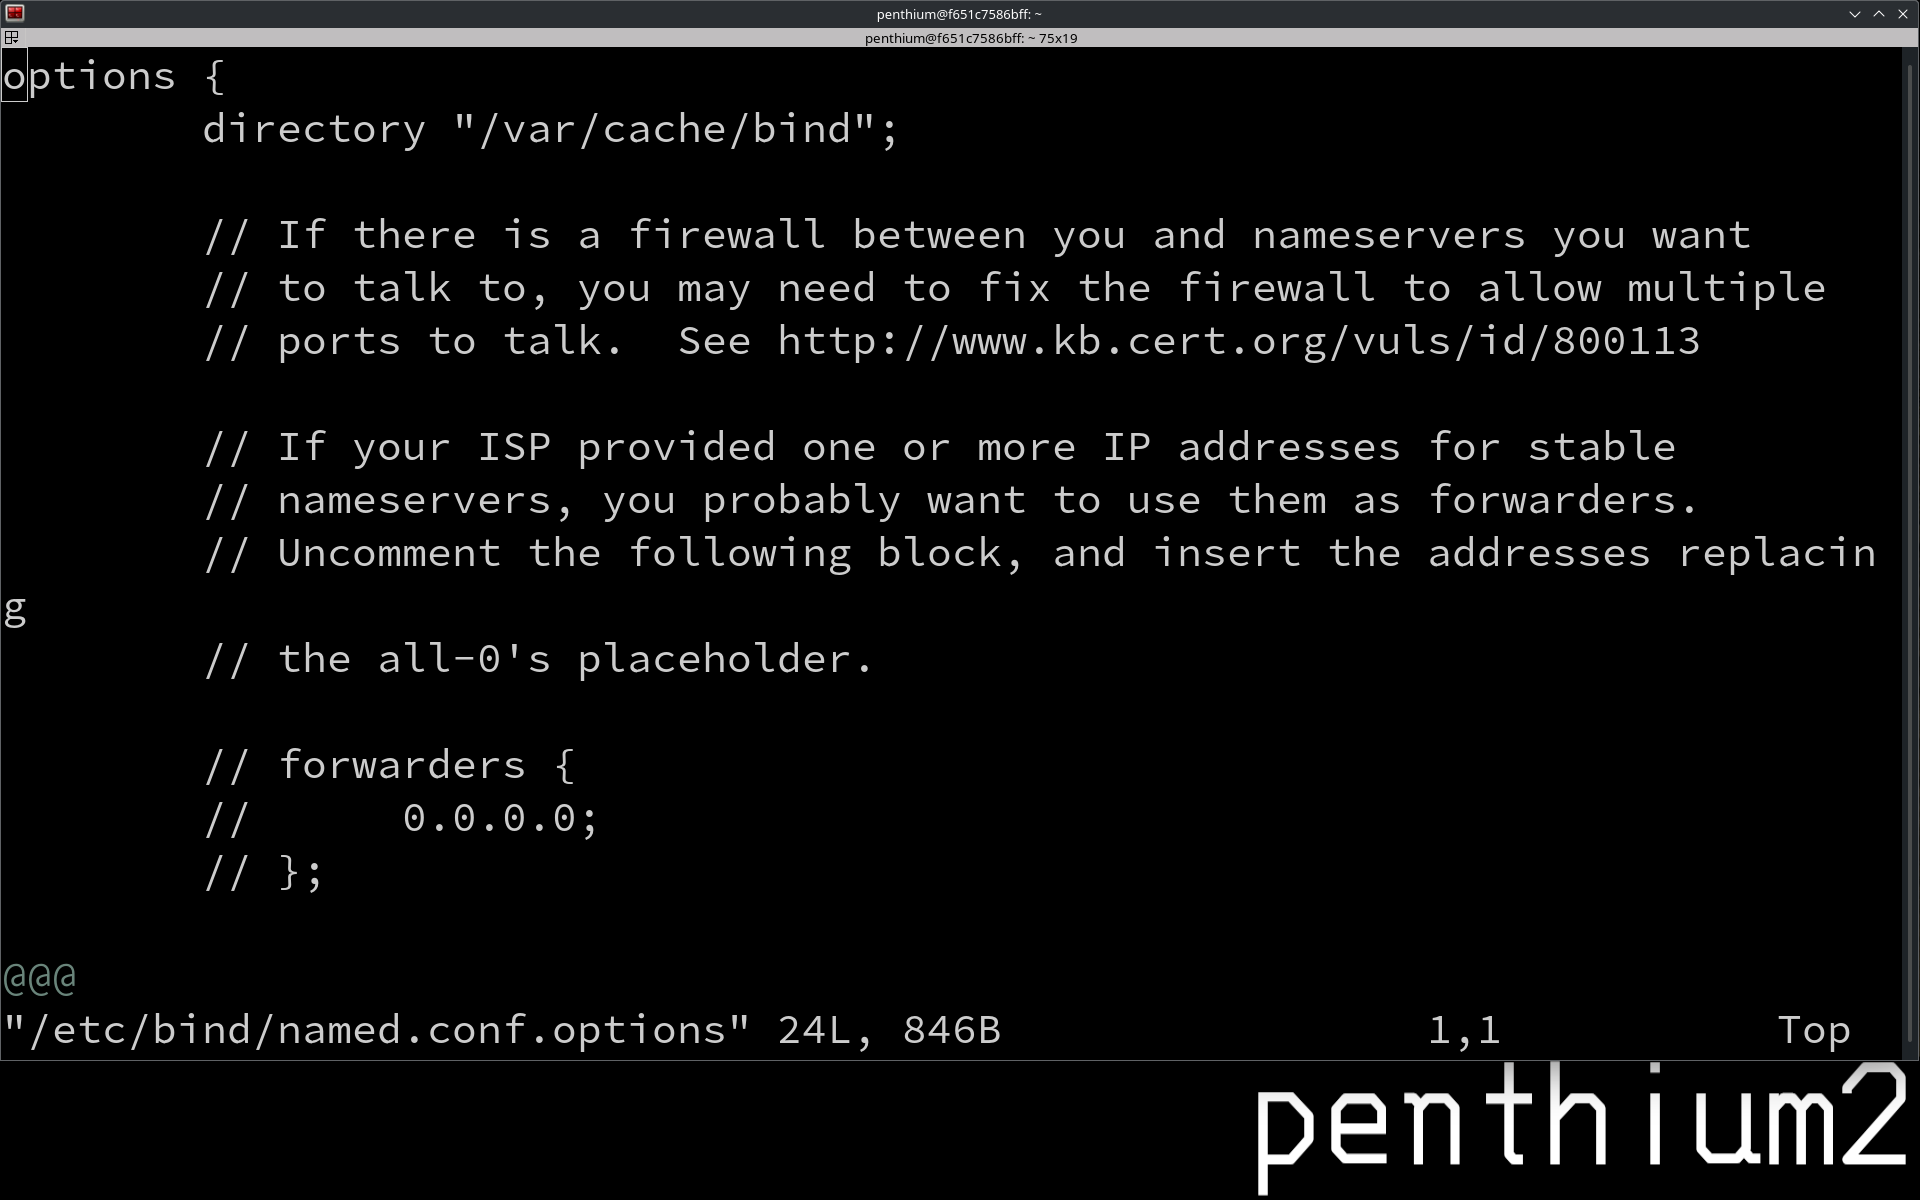 penthium@f651c7586bff: ~
penthium@f651c7586bff: ~ 75x19
options {
        directory "/var/cache/bind";

        // If there is a firewall between you and nameservers you want
        // to talk to, you may need to fix the firewall to allow multiple
        // ports to talk.  See http://www.kb.cert.org/vuls/id/800113

        // If your ISP provided one or more IP addresses for stable
        // nameservers, you probably want to use them as forwarders.
        // Uncomment the following block, and insert the addresses replacin
g
        // the all-0's placeholder.

        // forwarders {
        //      0.0.0.0;
        // };

@@@
"/etc/bind/named.conf.options" 24L, 846B                 1,1           Top
penthium2